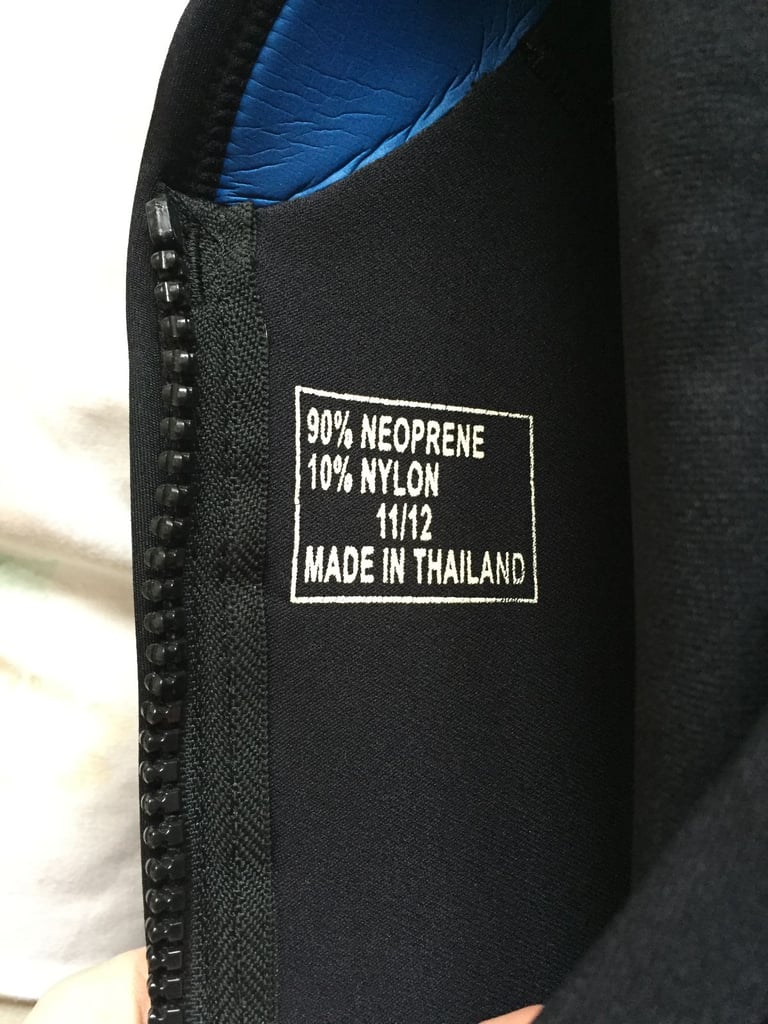 90% NEOPRENE
10% NYLON
11/12
MADE IN THAILAND